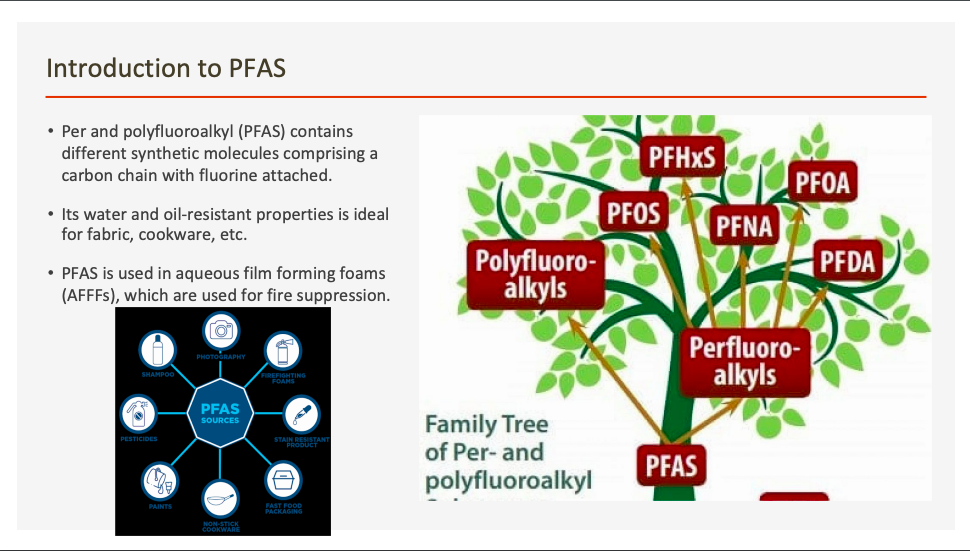 Introduction to PFAS
• Per and polyfluoroalkyl (PFAS) contains
different synthetic molecules comprising a
carbon chain with fluorine attached.
• Its water and oil-resistant properties is ideal
for fabric, cookware, etc.
• PFAS is used in aqueous film forming foams
(AFFFs), which are used for fire suppression.
PHOTOGRAPHY
SHAMPOO
FIREFIGHTING
FOAMS
PFAS
SOURCES
PESTICIDES
STAIN RESISTANT
PRODUCT
PAINTS
FAST FOOD
PACKAGING
NON-STICK
COOKWARE
PFHxS
PFOA
PFOS
PFNA
PFDA
Polyfluoro-
alkyls
Perfluoro-
alkyls
PFAS
Family Tree
of Per- and
polyfluoroalkyl